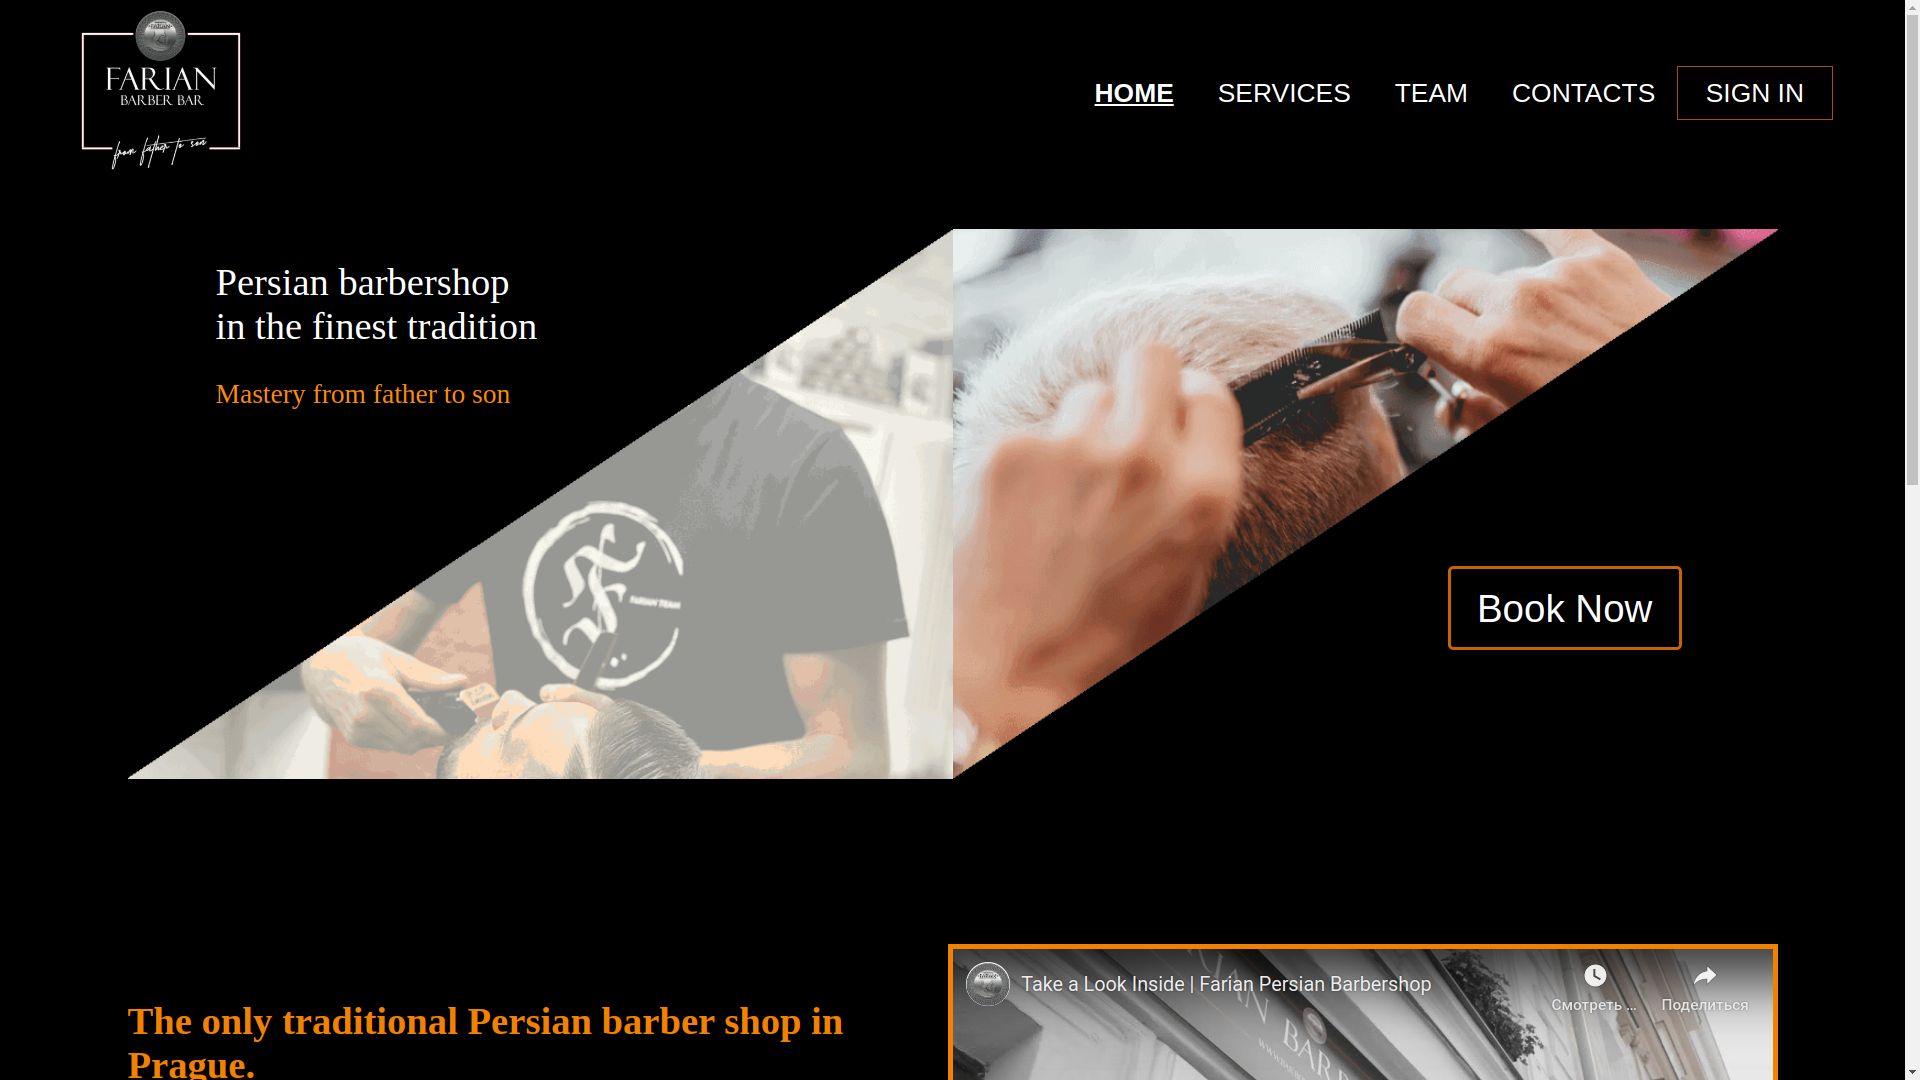 FARIAN
BARBER BAR
from father to son
HOME
SERVICES
TEAM
CONTACTS
SIGN IN
Persian barbershop
in the finest tradition
Mastery from father to son
FARIAN TEAM
Book Now
The only traditional Persian barber shop in
Prague.
Take a Look Inside | Farian Persian Barbershop
Смотреть ...
Поделиться